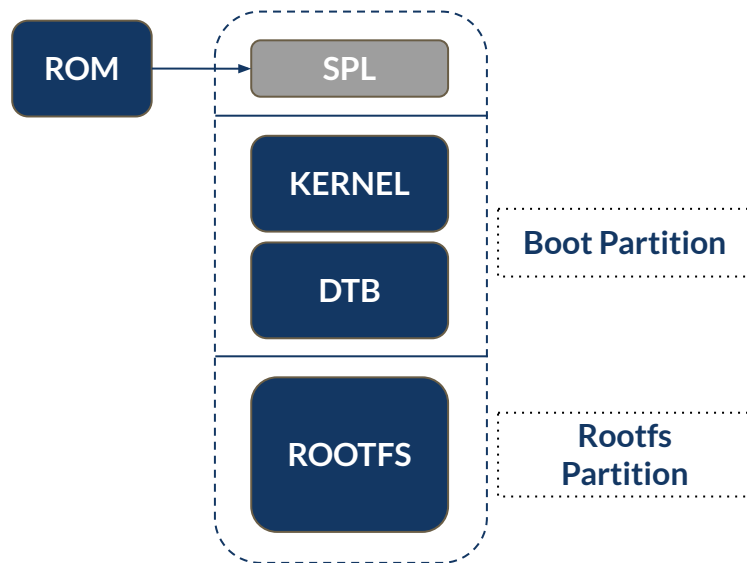 ROM
SPL
KERNEL
Boot Partition
DTB
ROOTFS
Rootfs
Partition